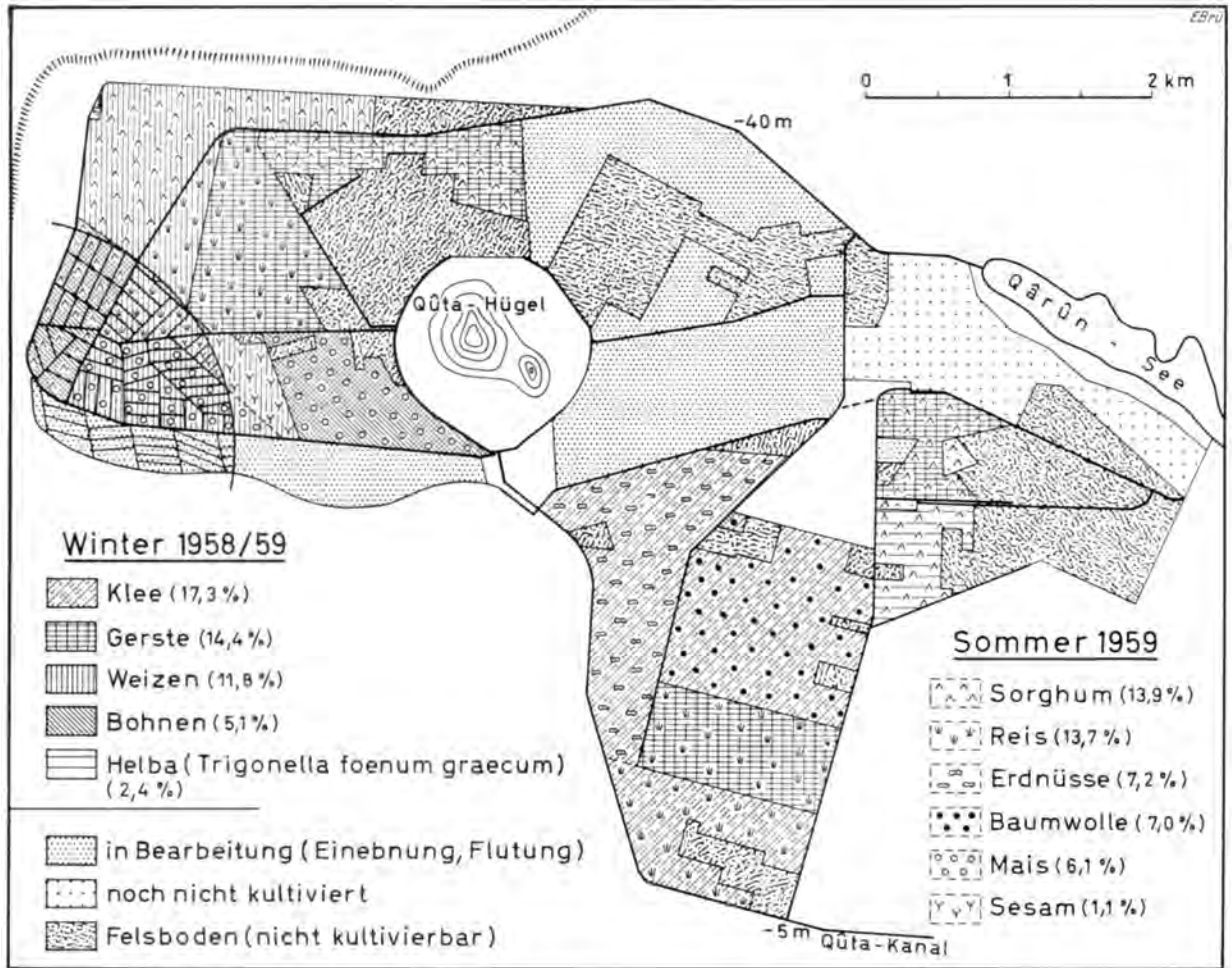 EBrü
0 1 2 km
-40 m
Qûta-Hügel
Qârûn - See
Winter 1958/59
Klee (17,3 %)
Gerste (14,4 %)
Weizen (11,8 %)
Bohnen (5,1 %)
Helba (Trigonella foenum graecum)
(2,4 %)
in Bearbeitung (Einebnung, Flutung)
noch nicht kultiviert
Felsboden (nicht kultivierbar)
Sommer 1959
Sorghum (13,9 %)
Reis (13,7 %)
Erdnüsse (7,2 %)
Baumwolle (7,0 %)
Mais (6,1 %)
Sesam (1,1 %)
-5 m Qûta-Kanal